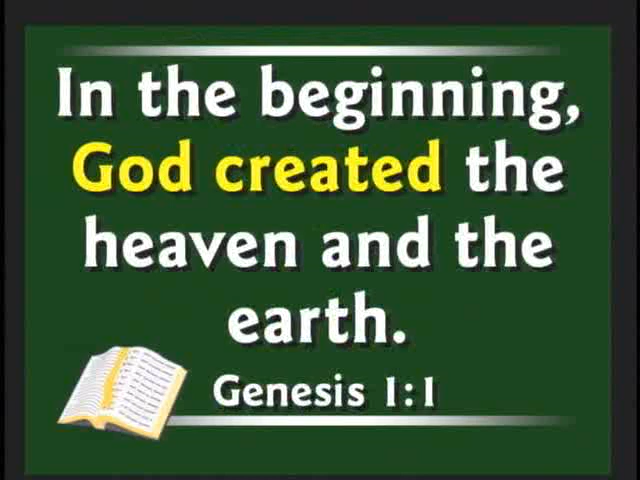 In the beginning,
God created the
heaven and the
earth.
Genesis 1:1